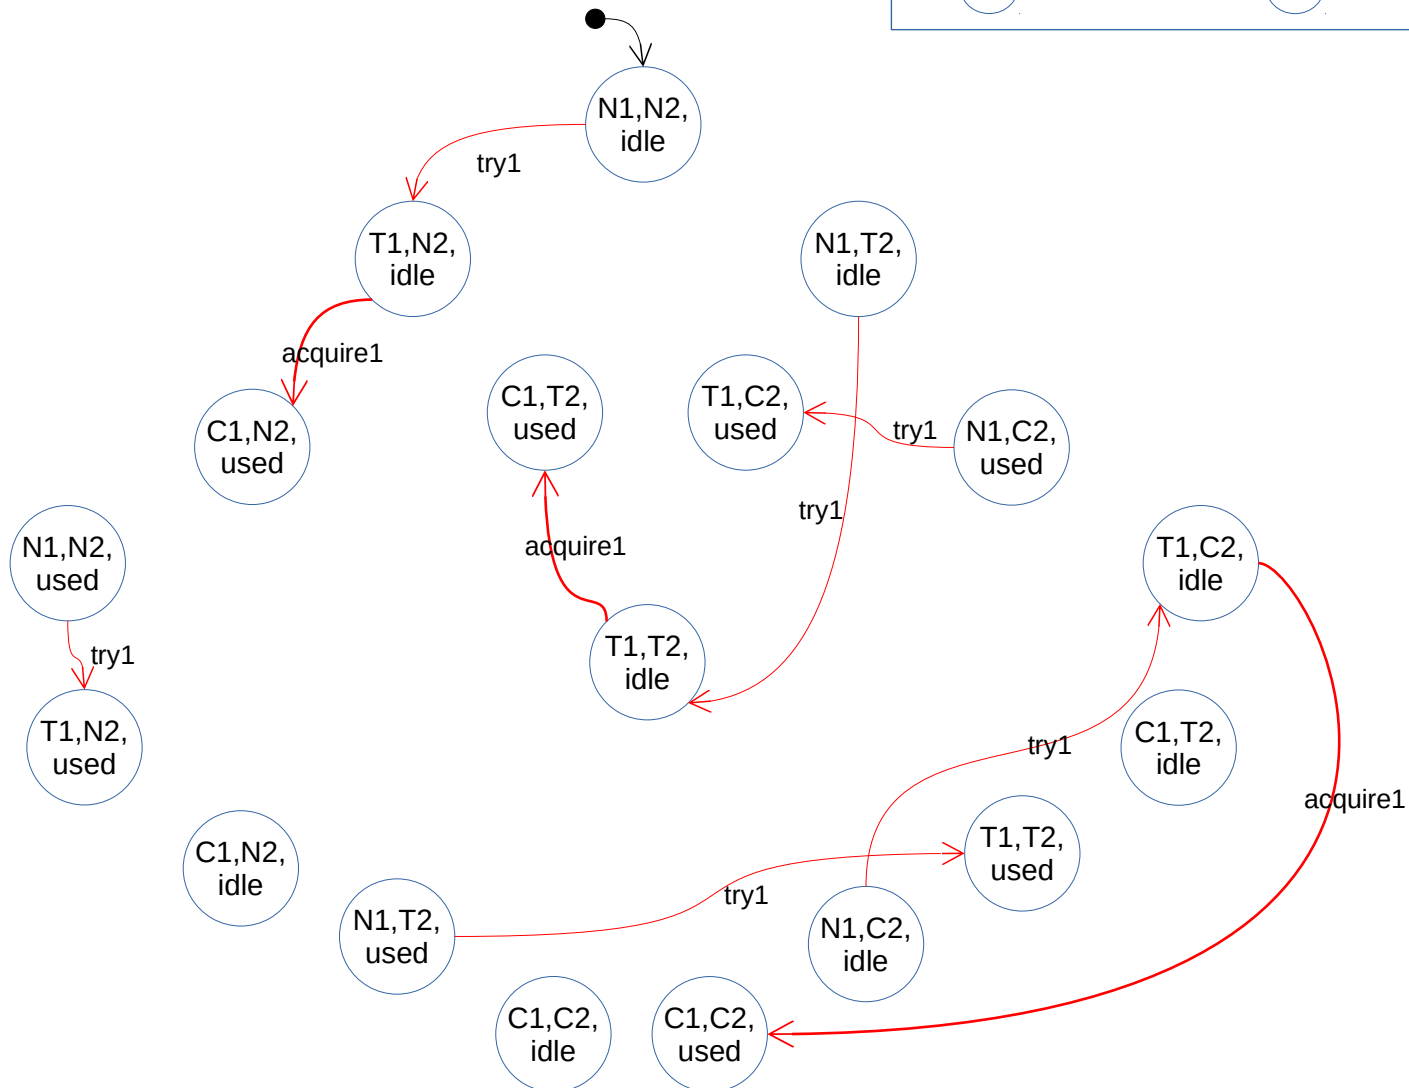 N1,N2,
idle
try1
T1,N2,
idle
N1,T2,
idle
acquire1
C1,N2,
used
C1,T2,
used
T1,C2,
used
try1
N1,C2,
used
try1
acquire1
N1,N2,
used
T1,C2,
idle
try1
T1,T2,
idle
T1,N2,
used
try1
C1,T2,
idle
acquire1
T1,T2,
used
C1,N2,
idle
try1
N1,T2,
used
N1,C2,
idle
C1,C2,
idle
C1,C2,
used